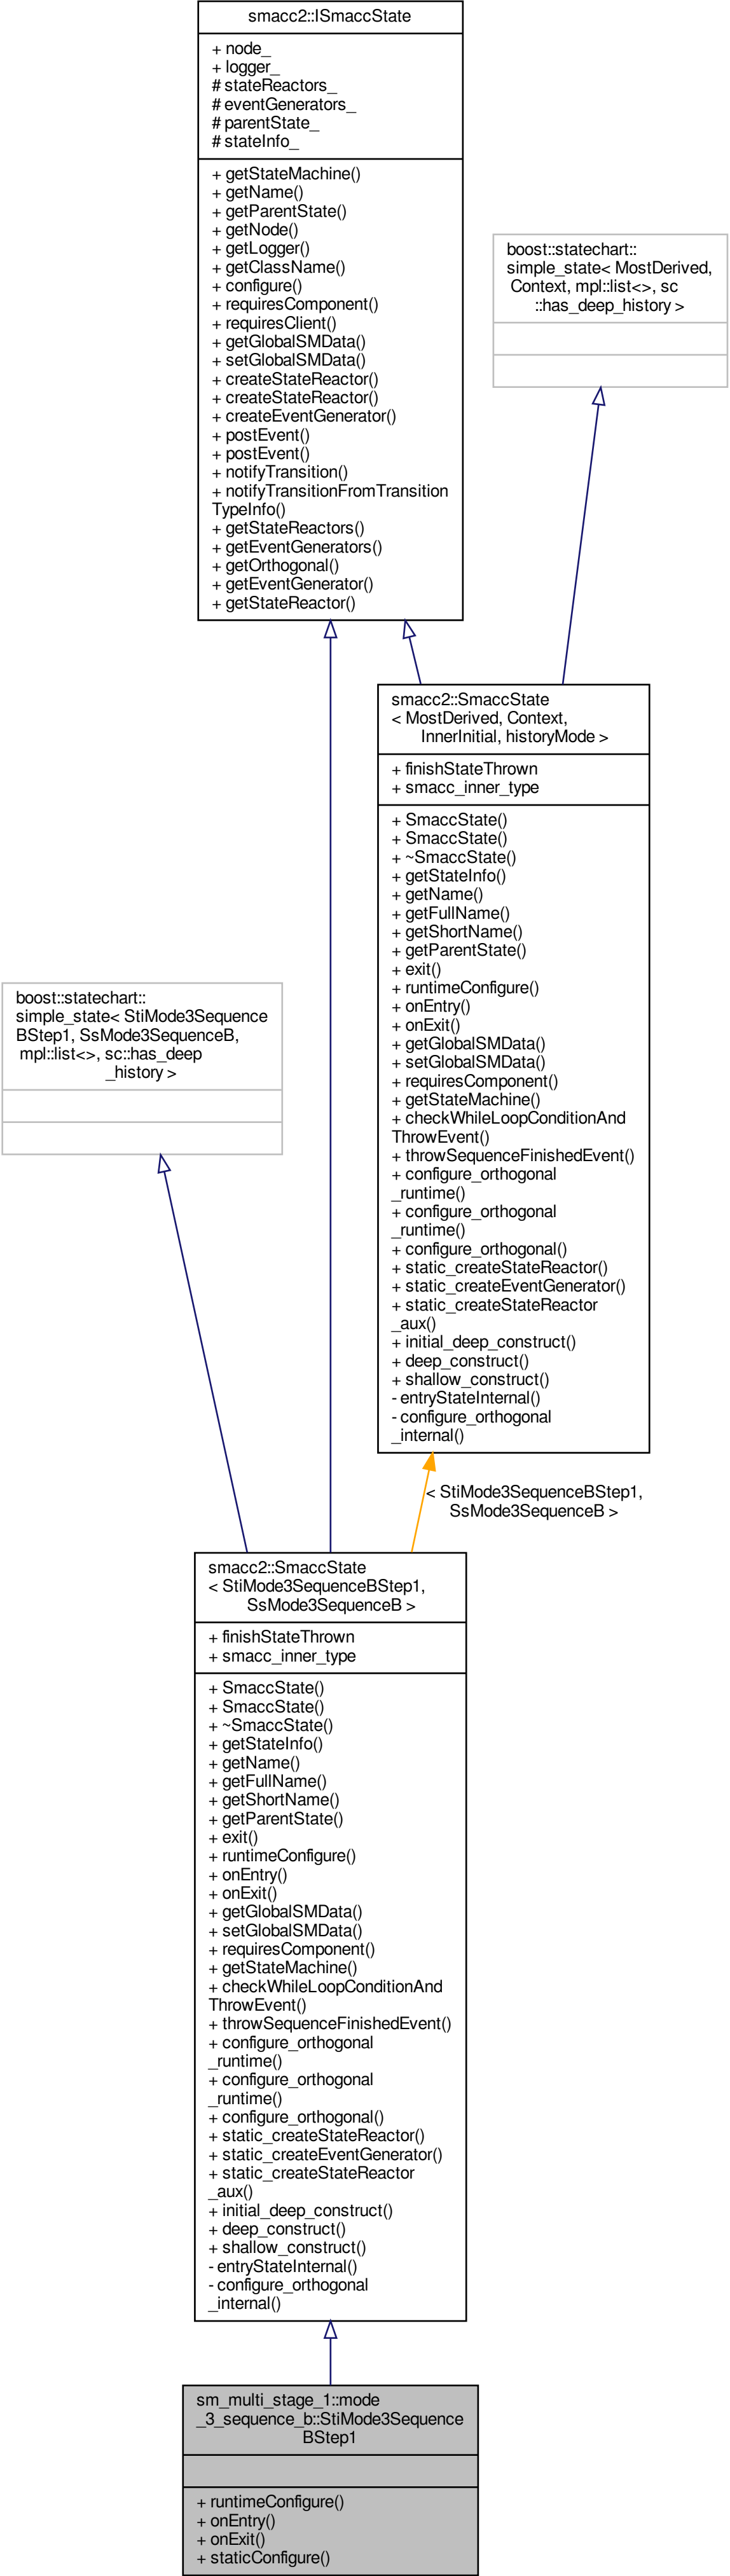 smacc2::ISmaccState
+ node_
+ logger_
# stateReactors_
# eventGenerators_
# parentState_
# stateInfo_
+ getStateMachine()
+ getName()
+ getParentState()
+ getNode()
+ getLogger()
+ getClassName()
+ configure()
+ requiresComponent()
+ requiresClient()
+ getGlobalSMData()
+ setGlobalSMData()
+ createStateReactor()
+ createStateReactor()
+ createEventGenerator()
+ postEvent()
+ postEvent()
+ notifyTransition()
+ notifyTransitionFromTransition
TypeInfo()
+ getStateReactors()
+ getEventGenerators()
+ getOrthogonal()
+ getEventGenerator()
+ getStateReactor()
boost::statechart::
simple_state< MostDerived,
Context, mpl::list<>, sc
::has_deep_history >
smacc2::SmaccState
< MostDerived, Context,
InnerInitial, historyMode >
+ finishStateThrown
+ smacc_inner_type
+ SmaccState()
+ SmaccState()
+ ~SmaccState()
+ getStateInfo()
+ getName()
+ getFullName()
+ getShortName()
+ getParentState()
+ exit()
+ runtimeConfigure()
+ onEntry()
+ onExit()
+ getGlobalSMData()
+ setGlobalSMData()
+ requiresComponent()
+ getStateMachine()
+ checkWhileLoopConditionAnd
ThrowEvent()
+ throwSequenceFinishedEvent()
+ configure_orthogonal
_runtime()
+ configure_orthogonal
_runtime()
+ configure_orthogonal()
+ static_createStateReactor()
+ static_createEventGenerator()
+ static_createStateReactor
_aux()
+ initial_deep_construct()
+ deep_construct()
+ shallow_construct()
- entryStateInternal()
- configure_orthogonal
_internal()
boost::statechart::
simple_state< StiMode3Sequence
BStep1, SsMode3SequenceB,
mpl::list<>, sc::has_deep
_history >
< StiMode3SequenceBStep1,
SsMode3SequenceB >
smacc2::SmaccState
< StiMode3SequenceBStep1,
SsMode3SequenceB >
+ finishStateThrown
+ smacc_inner_type
+ SmaccState()
+ SmaccState()
+ ~SmaccState()
+ getStateInfo()
+ getName()
+ getFullName()
+ getShortName()
+ getParentState()
+ exit()
+ runtimeConfigure()
+ onEntry()
+ onExit()
+ getGlobalSMData()
+ setGlobalSMData()
+ requiresComponent()
+ getStateMachine()
+ checkWhileLoopConditionAnd
ThrowEvent()
+ throwSequenceFinishedEvent()
+ configure_orthogonal
_runtime()
+ configure_orthogonal
_runtime()
+ configure_orthogonal()
+ static_createStateReactor()
+ static_createEventGenerator()
+ static_createStateReactor
_aux()
+ initial_deep_construct()
+ deep_construct()
+ shallow_construct()
- entryStateInternal()
- configure_orthogonal
_internal()
sm_multi_stage_1::mode
_3_sequence_b::StiMode3Sequence
BStep1
+ runtimeConfigure()
+ onEntry()
+ onExit()
+ staticConfigure()